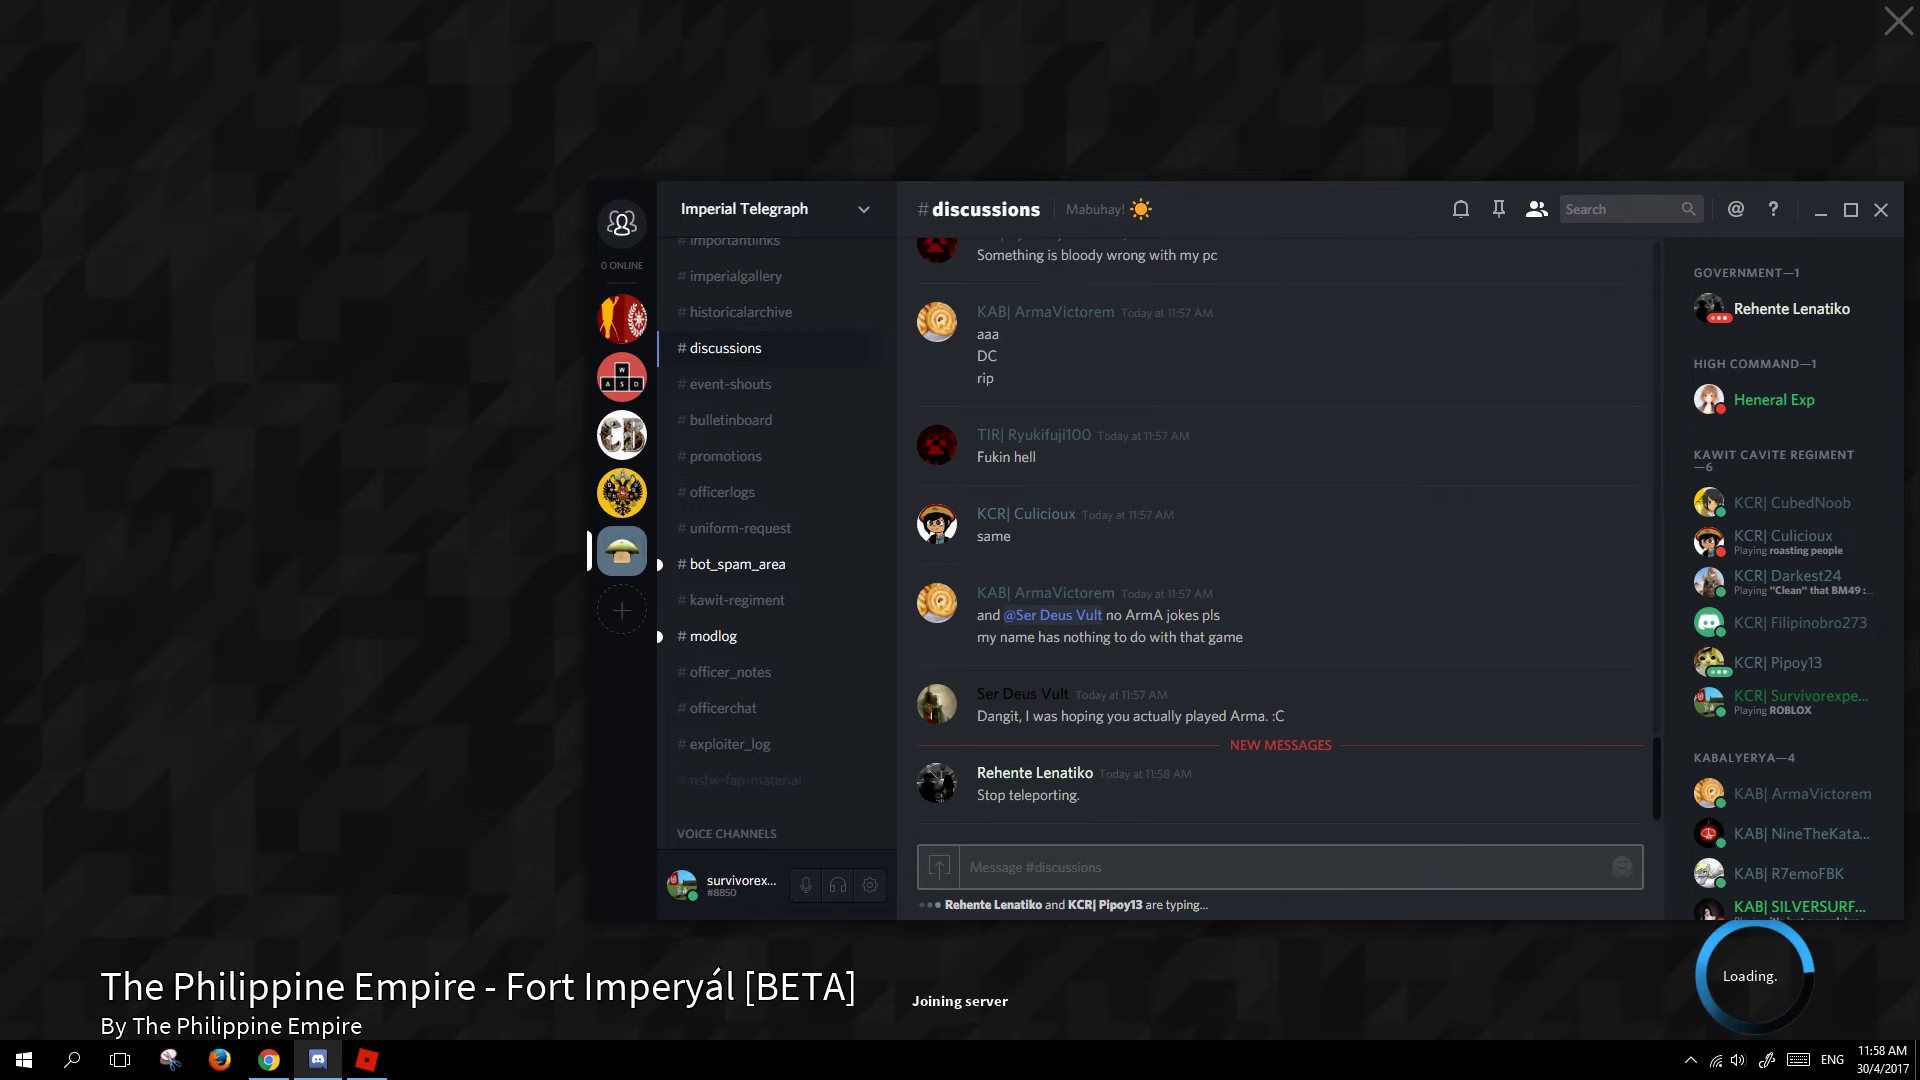 Imperial Telegraph
#discussions
Mabuhay!
Search
@
?
0 ONLINE
W
A S D
# importantlinks
# imperialgallery
# historicalarchive
# discussions
# event-shouts
# bulletinboard
# promotions
# officerlogs
# uniform-request
# bot_spam_area
# kawit-regiment
# modlog
# officer_notes
# officerchat
# exploiter_log
# nsfw-fap-material
VOICE CHANNELS
survivorex...
#8850
Something is bloody wrong with my pc
KAB| ArmaVictorem Today at 11:57 AM
aaa
DC
rip
TIR| Ryukifuji100 Today at 11:57 AM
Fukin hell
KCR| Culicioux Today at 11:57 AM
same
KAB| ArmaVictorem Today at 11:57 AM
and @Ser Deus Vult no ArmA jokes pls
my name has nothing to do with that game
Ser Deus Vult Today at 11:57 AM
Dangit, I was hoping you actually played Arma. :C
NEW MESSAGES
Rehente Lenatiko Today at 11:58 AM
Stop teleporting.
Message #discussions
Rehente Lenatiko and KCR| Pipoy13 are typing...
GOVERNMENT—1
Rehente Lenatiko
HIGH COMMAND—1
Heneral Exp
KAWIT CAVITE REGIMENT
—6
KCR| CubedNoob
KCR| Culicioux
Playing roasting people
KCR| Darkest24
Playing "Clean" that BM49 :...
KCR| Filipinobro273
KCR| Pipoy13
KCR| Survivorexpe...
Playing ROBLOX
KABALYERYA—4
KAB| ArmaVictorem
KAB| NineTheKata...
KAB| R7emoFBK
KAB| SILVERSURF...
The Philippine Empire - Fort Imperyál [BETA]
By The Philippine Empire
Joining server
Loading.
ENG
11:58 AM
30/4/2017